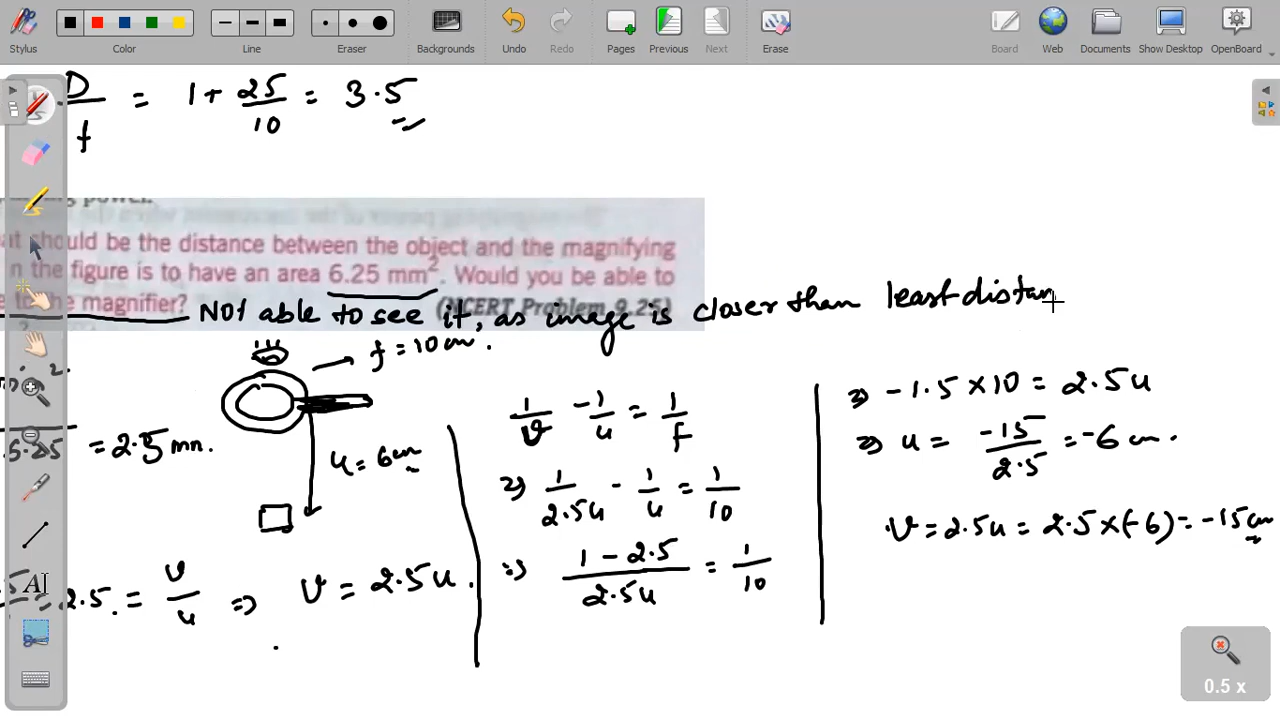 Stylus Color Line Eraser Backgrounds Undo Redo Pages Previous Next Erase Board Web Documents Show Desktop OpenBoard
D/f = 1 + 25/10 = 3.5
power.
should be the distance between the object and the magnifying
the figure is to have an area 6.25 mm². Would you be able to
the magnifier? (NCERT Problem 9.25)
Not able to see it, as image is closer than least distan
f = 10 cm.
= 2.5 mm.
u = 6 cm
2.5. = v/u ⇒ v = 2.5u.
1/v - 1/u = 1/f
⇒ 1/2.5u - 1/u = 1/10
⇒ 1 - 2.5/2.5u = 1/10
⇒ -1.5 × 10 = 2.5u
⇒ u = -15/2.5 = -6 cm.
v = 2.5u = 2.5 × (-6) = -15 cm
0.5 x